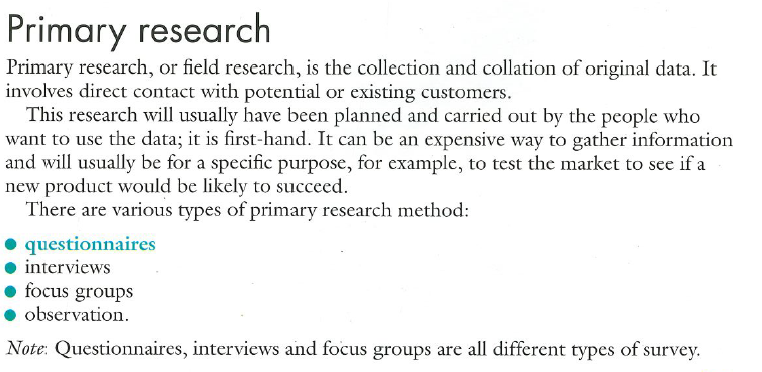 Primary research
Primary research, or field research, is the collection and collation of original data. It
involves direct contact with potential or existing customers.
This research will usually have been planned and carried out by the people who
want to use the data; it is first-hand. It can be an expensive way to gather information
and will usually be for a specific purpose, for example, to test the market to see if a
new product would be likely to succeed.
There are various types of primary research method:
● questionnaires
● interviews
● focus groups
● observation.
Note: Questionnaires, interviews and focus groups are all different types of survey.